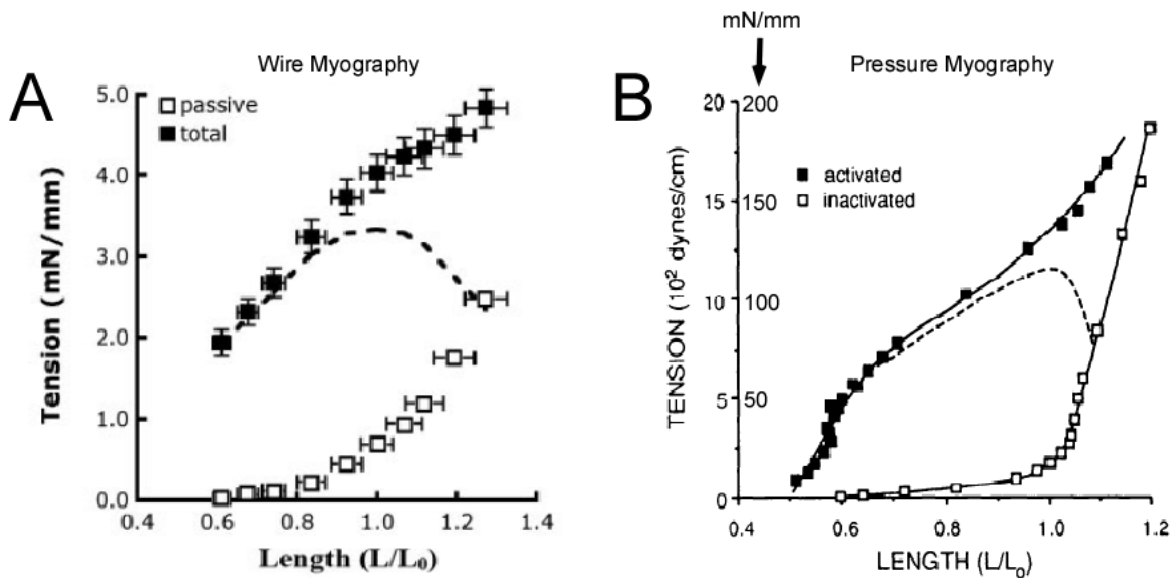 mN/mm
A
Wire Myography
passive
total
Tension (mN/mm)
5.0
4.0
3.0
2.0
1.0
0.0
0.4
0.6
0.8
1.0
1.2
1.4
Length (L/L₀)
B
Pressure Myography
activated
inactivated
TENSION (10² dynes/cm)
20
15
10
5
0
200
150
100
50
0.4
0.6
0.8
1.0
1.2
LENGTH (L/L₀)